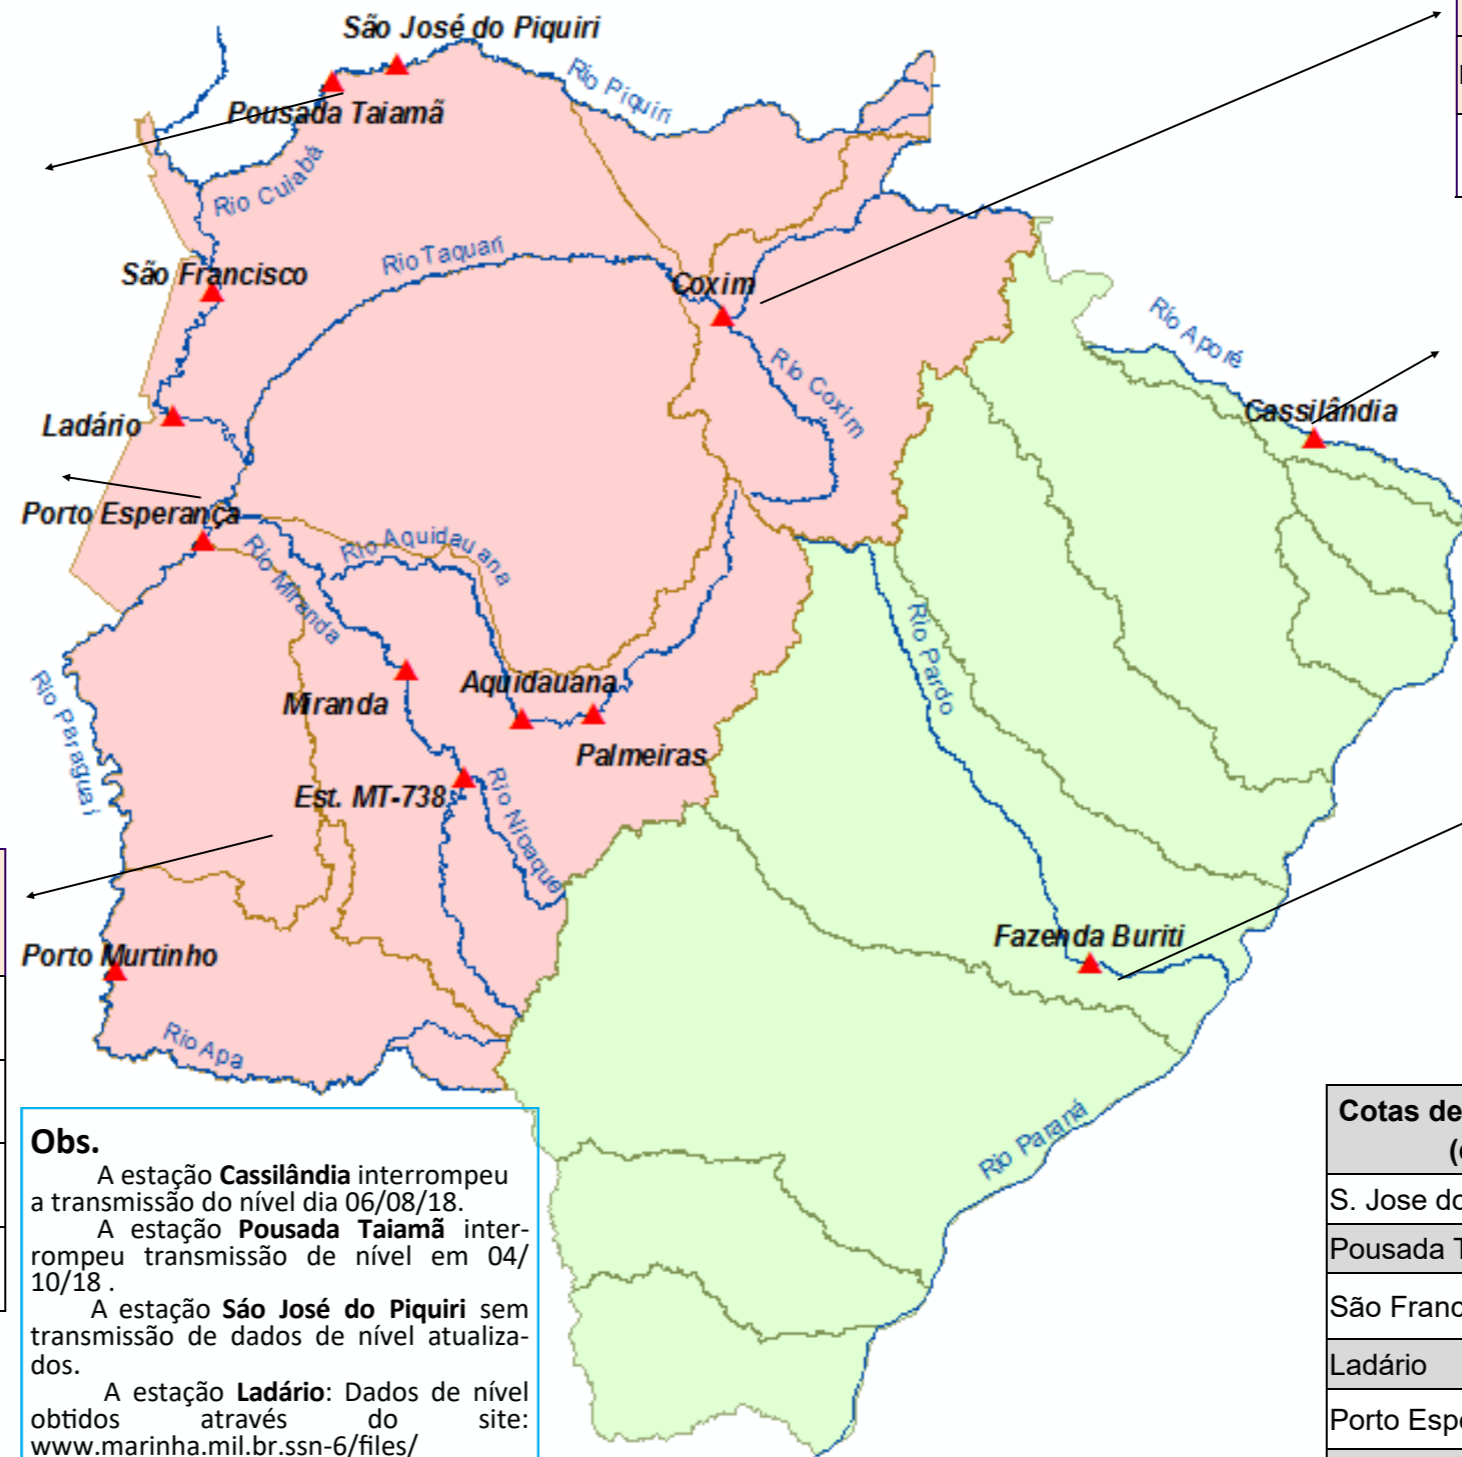 São José do Piquiri
Rio Piquiri
Pousada Taiamã
Rio Cuiabá
Rio Taquari
São Francisco
Coxim
Rio Aporé
Rio Coxim
Cassilândia
Ladário
Porto Esperança
Rio Aquidauana
Rio Miranda
Rio Pardo
Rio Paraguai
Aquidauana
Miranda
Palmeiras
Est. MT-738
Rio Nioaque
Fazenda Buriti
Porto Murtinho
Rio Apa
Rio Paraná
Obs.
A estação Cassilândia interrompeu
a transmissão do nível dia 06/08/18.
A estação Pousada Taiamã inter-
rompeu transmissão de nível em 04/
10/18 .
A estação Sáo José do Piquiri sem
transmissão de dados de nível atualiza-
dos.
A estação Ladário: Dados de nível
obtidos através do site:
www.marinha.mil.br.ssn-6/files/
Cotas de
S. Jose do
Pousada T
São Franc
Ladário
Porto Espe